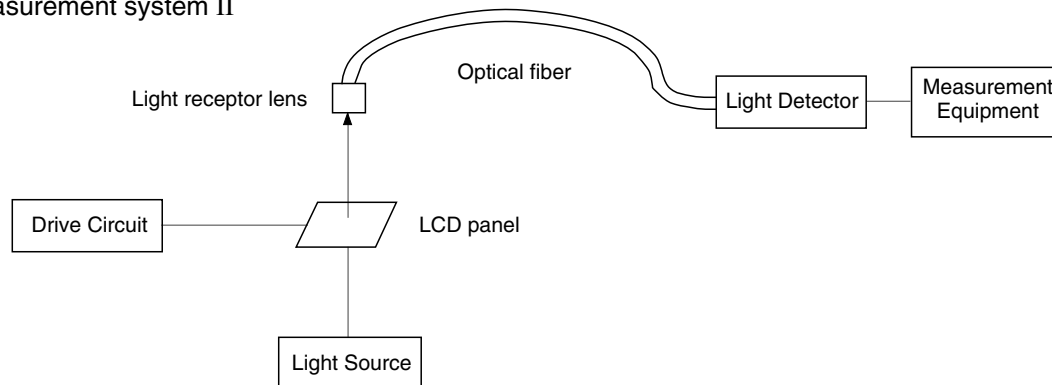 asurement system II
Optical fiber
Light receptor lens
Light Detector
Measurement
Equipment
Drive Circuit
LCD panel
Light Source